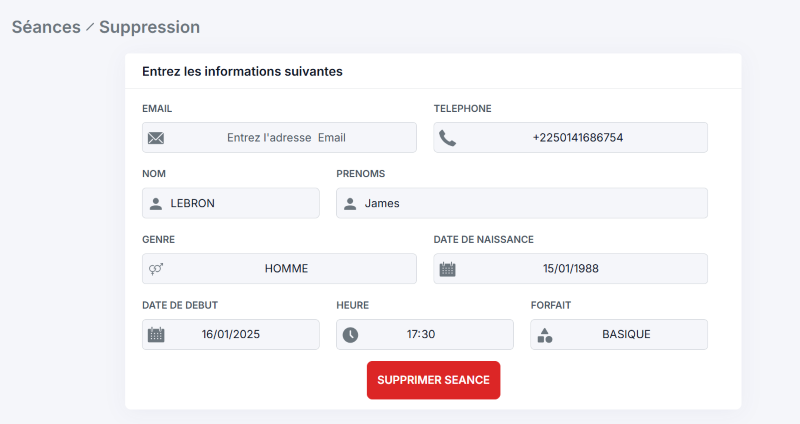 Séances / Suppression
Entrez les informations suivantes
EMAIL TELEPHONE
Entrez l'adresse Email +2250141686754
NOM PRENOMS
LEBRON James
GENRE DATE DE NAISSANCE
HOMME 15/01/1988
DATE DE DEBUT HEURE FORFAIT
16/01/2025 17:30 BASIQUE
SUPPRIMER SEANCE